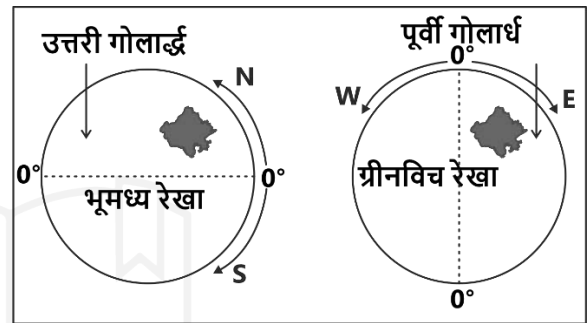 उत्तरी गोलार्द्ध
N
0°
0°
भूमध्य रेखा
S
पूर्वी गोलार्ध
0°
W
E
ग्रीनविच रेखा
0°